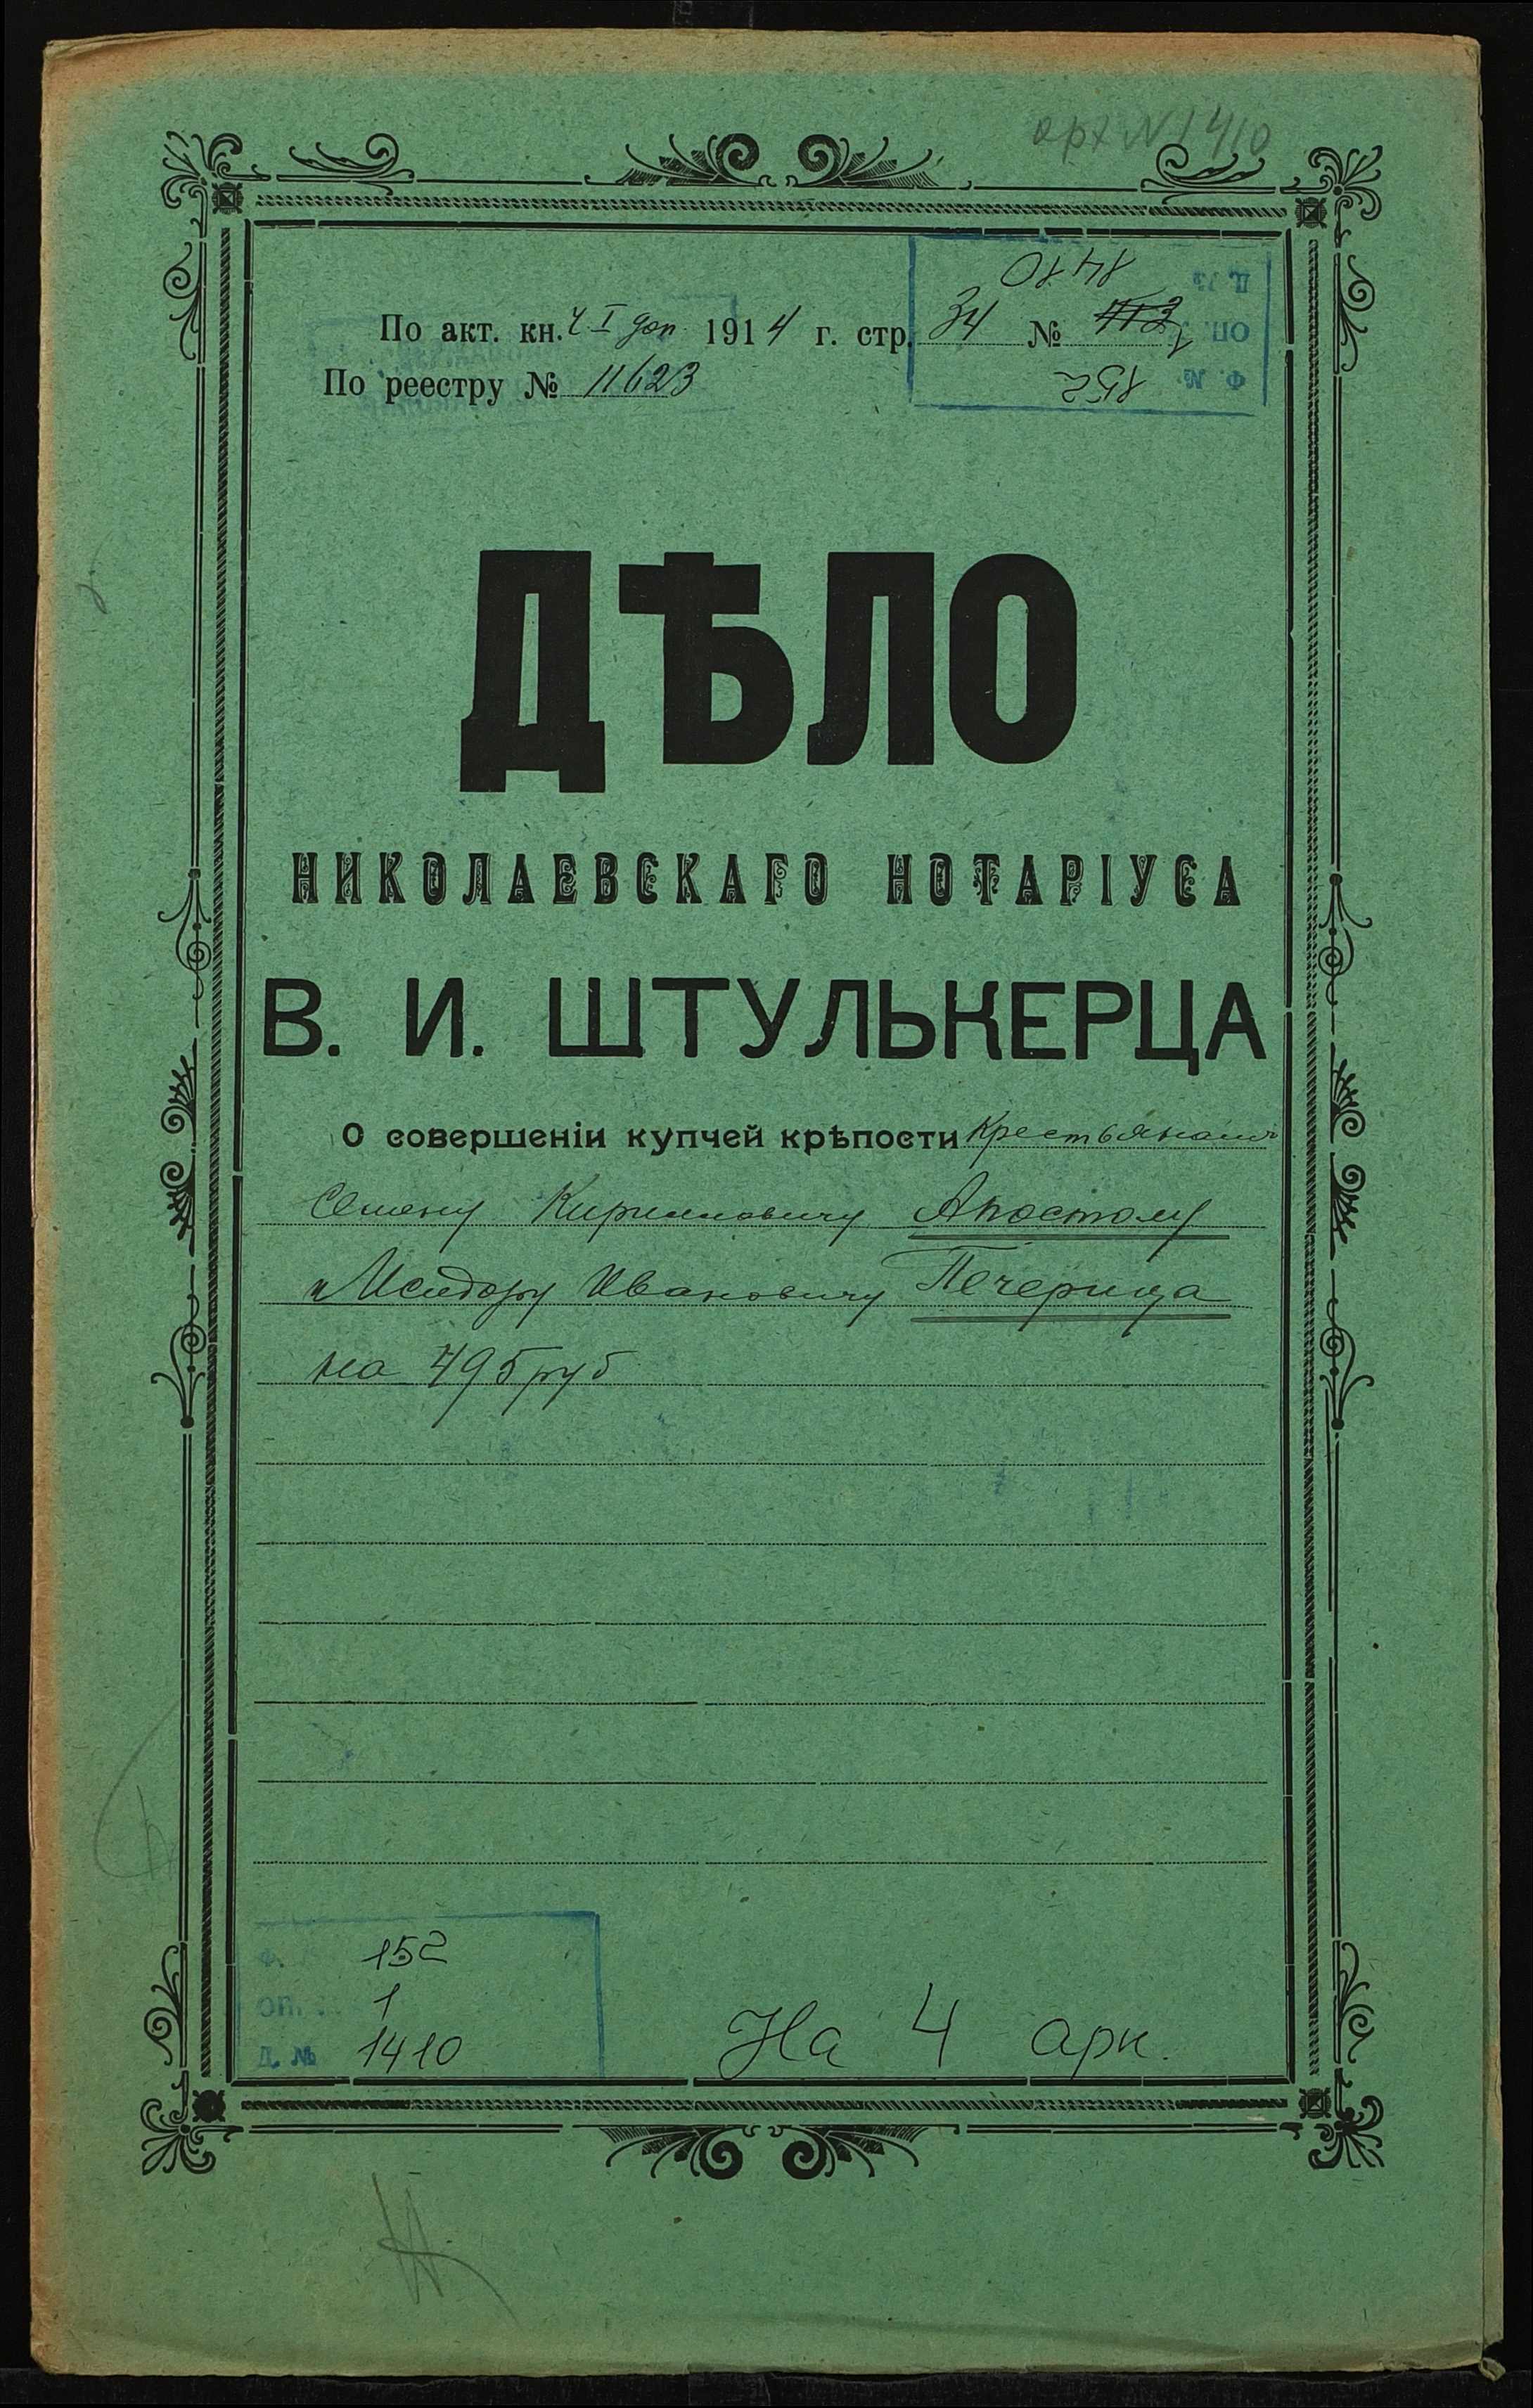 арх N 1410
По акт. кн. 4 I доп 1914 г. стр. 34 №
По реестру № 11623
ДѢЛО
НИКОЛАЕВСКАГО НОТАРІУСА
В. И. ШТУЛЬКЕРЦА
О совершеніи купчей крѣпости Крестьянамъ
Семену Кирилловичу Апостолу
и Исидору Ивановичу Печерица
на 495 руб
Ф. 152
ОП. 1
Д. № 1410
На 4 арк.